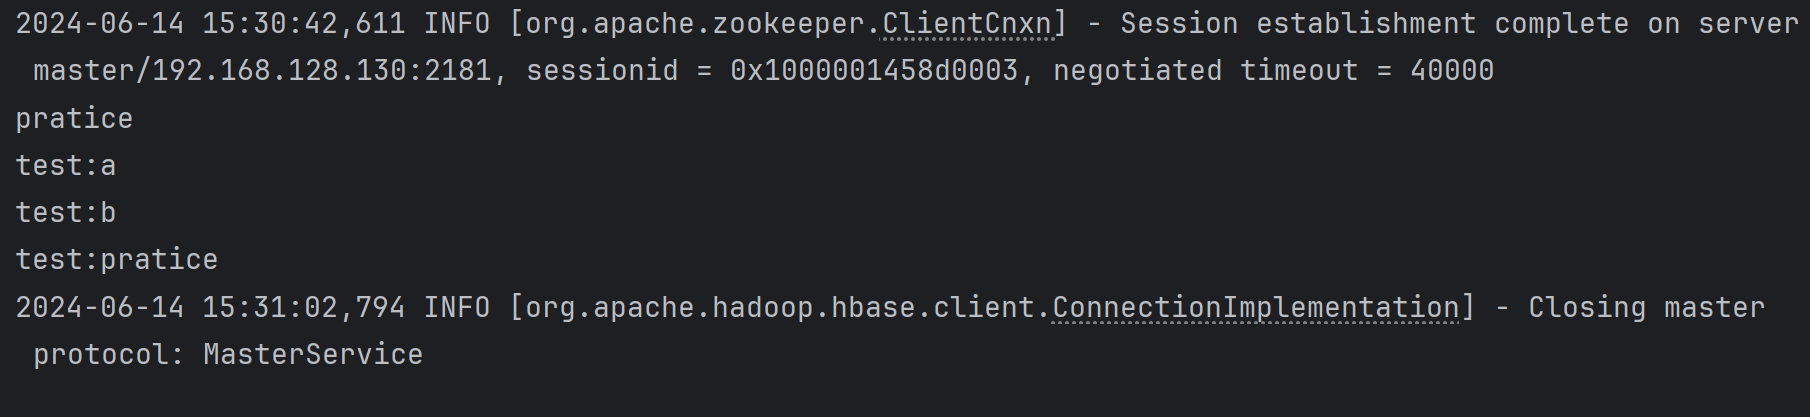 2024-06-14 15:30:42,611 INFO [org.apache.zookeeper.ClientCnxn] - Session establishment complete on server
master/192.168.128.130:2181, sessionid = 0x1000001458d0003, negotiated timeout = 40000
pratice
test:a
test:b
test:pratice
2024-06-14 15:31:02,794 INFO [org.apache.hadoop.hbase.client.ConnectionImplementation] - Closing master
protocol: MasterService